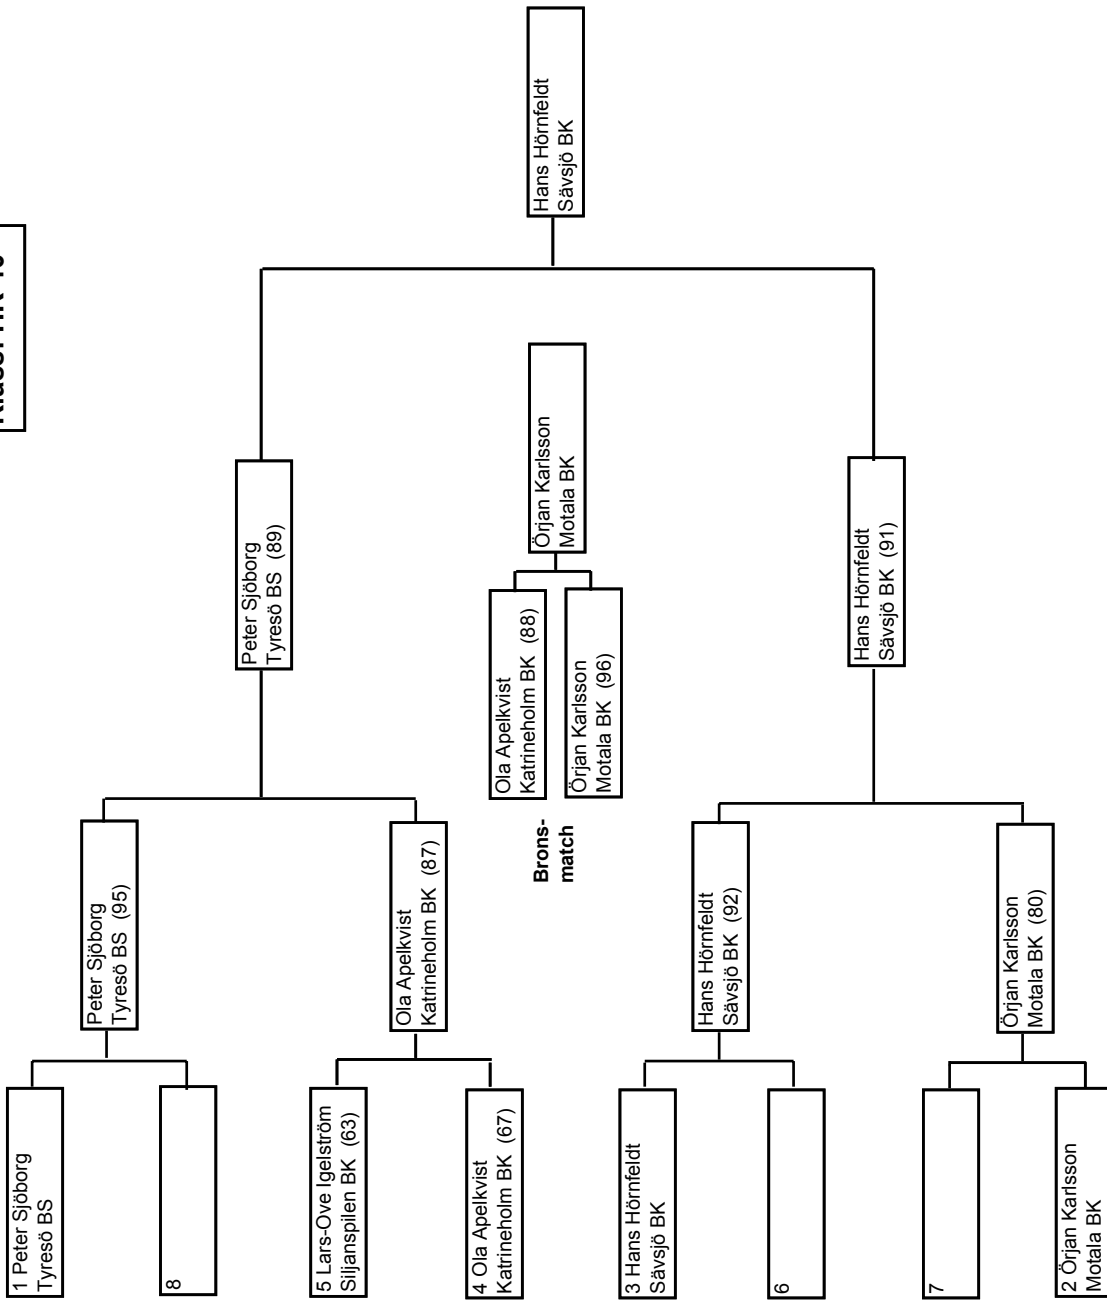 1 Peter Sjöborg
Tyresö BS
8
5 Lars-Ove Igelström
Siljanspilen BK (63)
4 Ola Apelkvist
Katrineholm BK (67)
3 Hans Hörnfeldt
Sävsjö BK
6
7
2 Örjan Karlsson
Motala BK
Peter Sjöborg
Tyresö BS (95)
Ola Apelkvist
Katrineholm BK (87)
Hans Hörnfeldt
Sävsjö BK (92)
Örjan Karlsson
Motala BK (80)
Brons-
match
Ola Apelkvist
Katrineholm BK (88)
Örjan Karlsson
Motala BK (96)
Örjan Karlsson
Motala BK
Peter Sjöborg
Tyresö BS (89)
Hans Hörnfeldt
Sävsjö BK (91)
Hans Hörnfeldt
Sävsjö BK